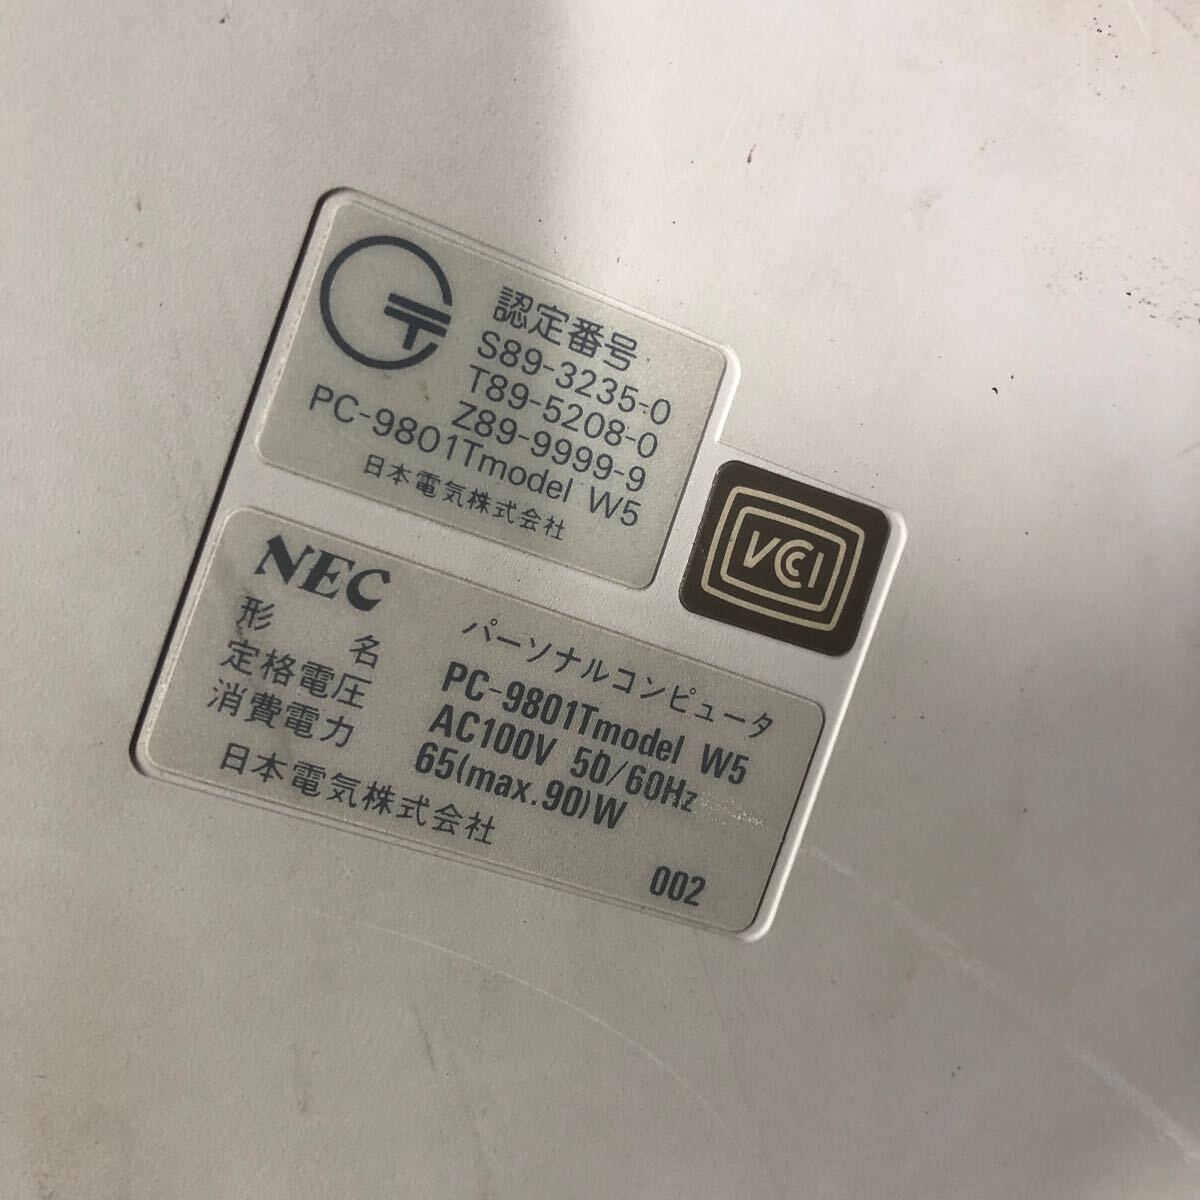 認定番号
S89-3235-0
T89-5208-0
Z89-9999-9
PC-9801Tmodel W5
日本電気株式会社
VCCI
NEC パーソナルコンピュータ
形名 PC-9801Tmodel W5
定格電圧 AC100V 50/60Hz
消費電力 65(max.90)W
日本電気株式会社
002